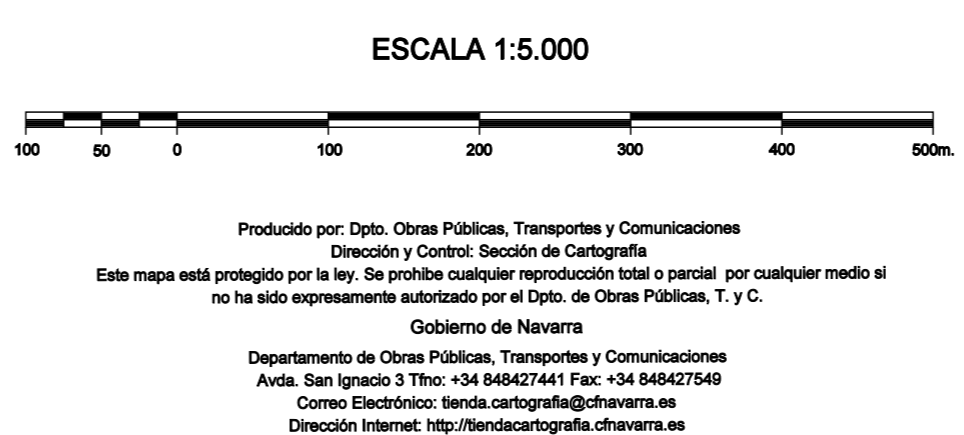 ESCALA 1:5.000
100 50 0 100 200 300 400 500m.
Producido por: Dpto. Obras Públicas, Transportes y Comunicaciones
Dirección y Control: Sección de Cartografía
Este mapa está protegido por la ley. Se prohibe cualquier reproducción total o parcial por cualquier medio si
no ha sido expresamente autorizado por el Dpto. de Obras Públicas, T. y C.
Gobierno de Navarra
Departamento de Obras Públicas, Transportes y Comunicaciones
Avda. San Ignacio 3 Tfno: +34 848427441 Fax: +34 848427549
Correo Electrónico: tienda.cartografia@cfnavarra.es
Dirección Internet: http://tiendacartografia.cfnavarra.es